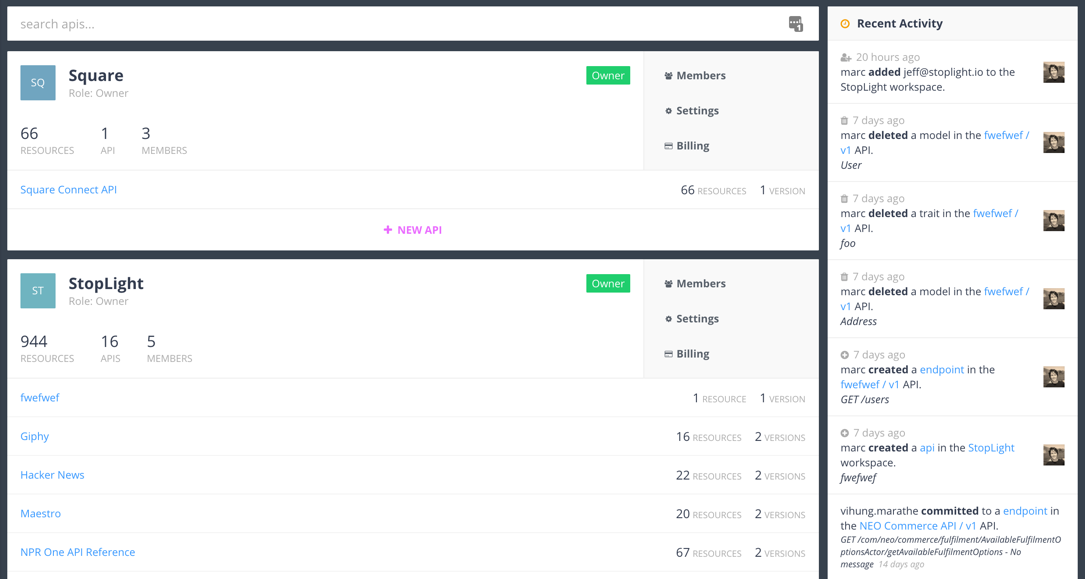 search apis...
1
SQ
Square
Role: Owner
Owner
66
RESOURCES
1
API
3
MEMBERS
Members
Settings
Billing
Square Connect API
66 RESOURCES 1 VERSION
+ NEW API
ST
StopLight
Role: Owner
Owner
944
RESOURCES
16
APIS
5
MEMBERS
Members
Settings
Billing
fwefwef
1 RESOURCE 1 VERSION
Giphy
16 RESOURCES 2 VERSIONS
Hacker News
22 RESOURCES 2 VERSIONS
Maestro
20 RESOURCES 2 VERSIONS
NPR One API Reference
67 RESOURCES 2 VERSIONS
Recent Activity
20 hours ago
marc added jeff@stoplight.io to the
StopLight workspace.
7 days ago
marc deleted a model in the fwefwef /
v1 API.
User
7 days ago
marc deleted a trait in the fwefwef /
v1 API.
foo
7 days ago
marc deleted a model in the fwefwef /
v1 API.
Address
7 days ago
marc created a endpoint in the
fwefwef / v1 API.
GET /users
7 days ago
marc created a api in the StopLight
workspace.
fwefwef
vihung.marathe committed to a endpoint in
the NEO Commerce API / v1 API.
GET /com/neo/commerce/fulfilment/AvailableFulfilmentO
ptionsActor/getAvailableFulfilmentOptions - No
message 14 days ago